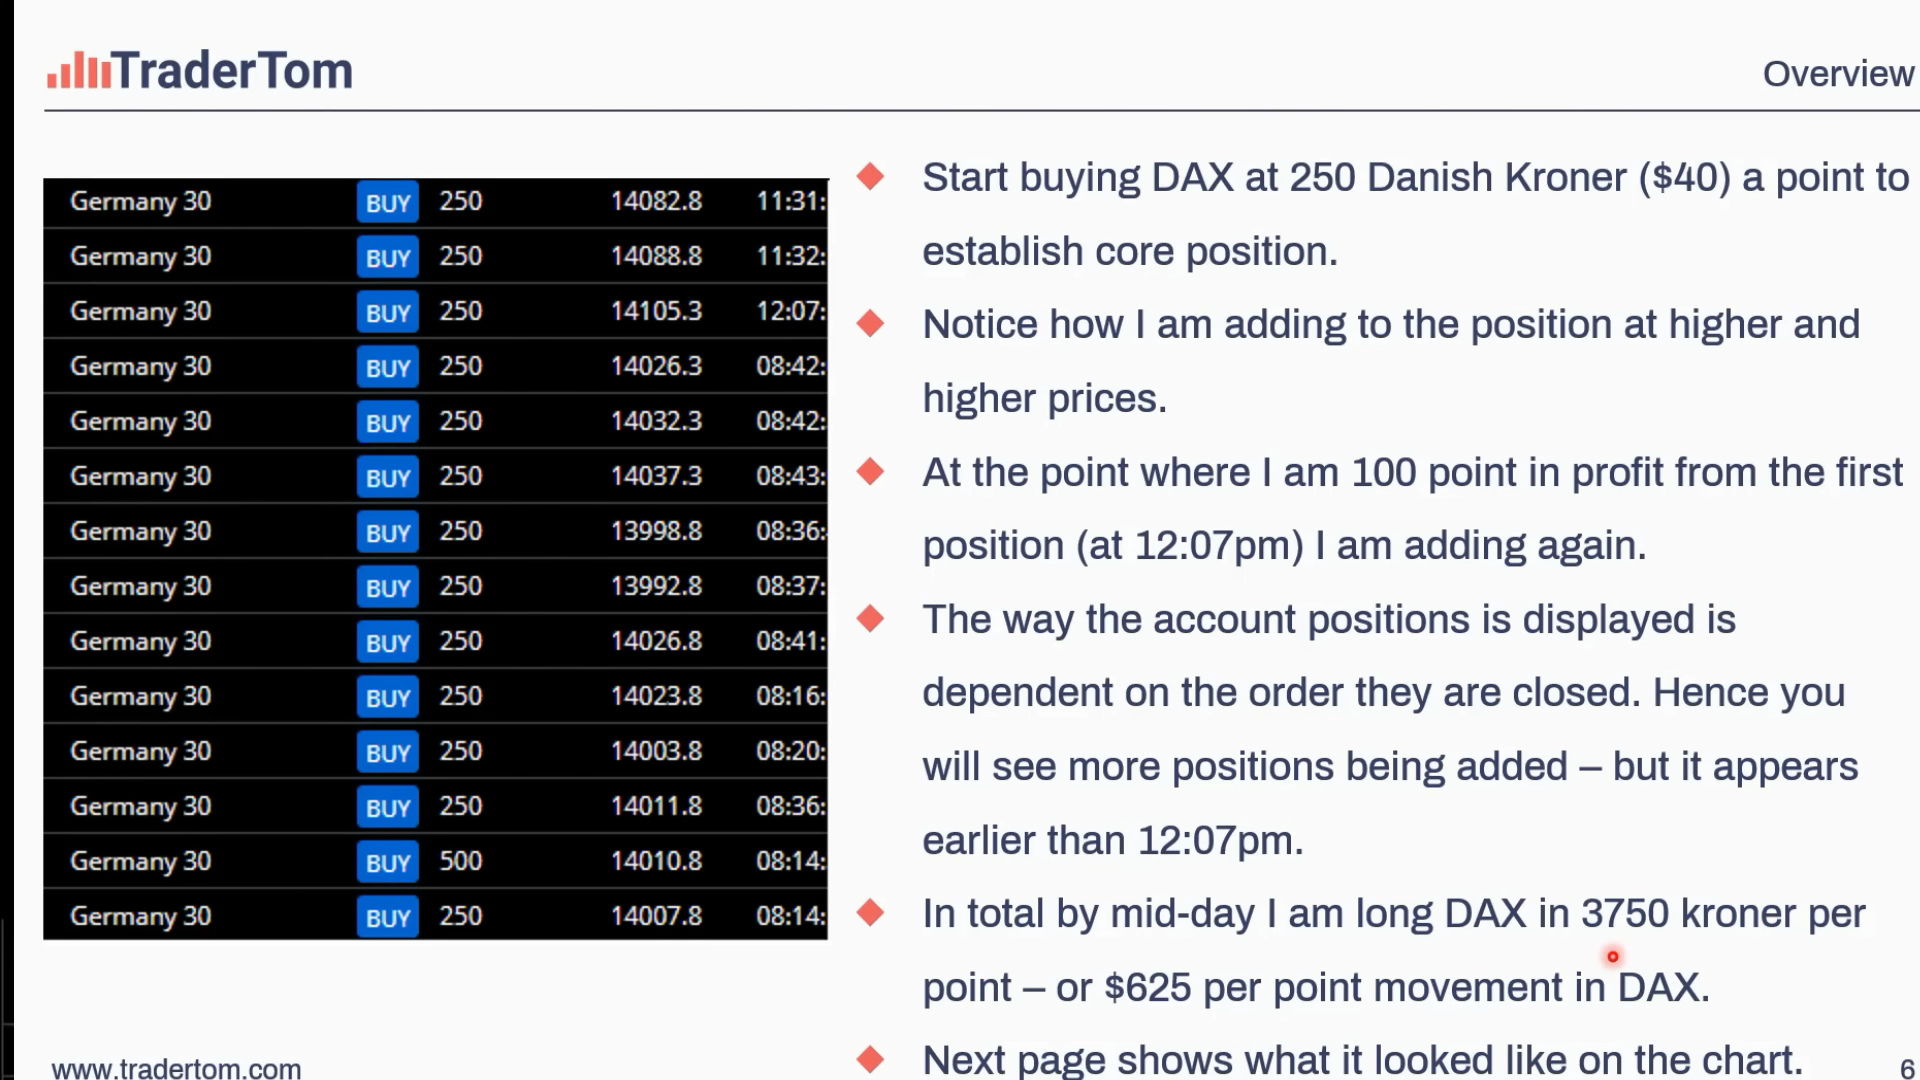 TraderTom
Overview
Germany 30 BUY 250 14082.8 11:31:
Germany 30 BUY 250 14088.8 11:32:
Germany 30 BUY 250 14105.3 12:07:
Germany 30 BUY 250 14026.3 08:42:
Germany 30 BUY 250 14032.3 08:42:
Germany 30 BUY 250 14037.3 08:43:
Germany 30 BUY 250 13998.8 08:36:
Germany 30 BUY 250 13992.8 08:37:
Germany 30 BUY 250 14026.8 08:41:
Germany 30 BUY 250 14023.8 08:16:
Germany 30 BUY 250 14003.8 08:20:
Germany 30 BUY 250 14011.8 08:36:
Germany 30 BUY 500 14010.8 08:14:
Germany 30 BUY 250 14007.8 08:14:
Start buying DAX at 250 Danish Kroner ($40) a point to
establish core position.
Notice how I am adding to the position at higher and
higher prices.
At the point where I am 100 point in profit from the first
position (at 12:07pm) I am adding again.
The way the account positions is displayed is
dependent on the order they are closed. Hence you
will see more positions being added – but it appears
earlier than 12:07pm.
In total by mid-day I am long DAX in 3750 kroner per
point – or $625 per point movement in DAX.
Next page shows what it looked like on the chart.
www.tradertom.com
6